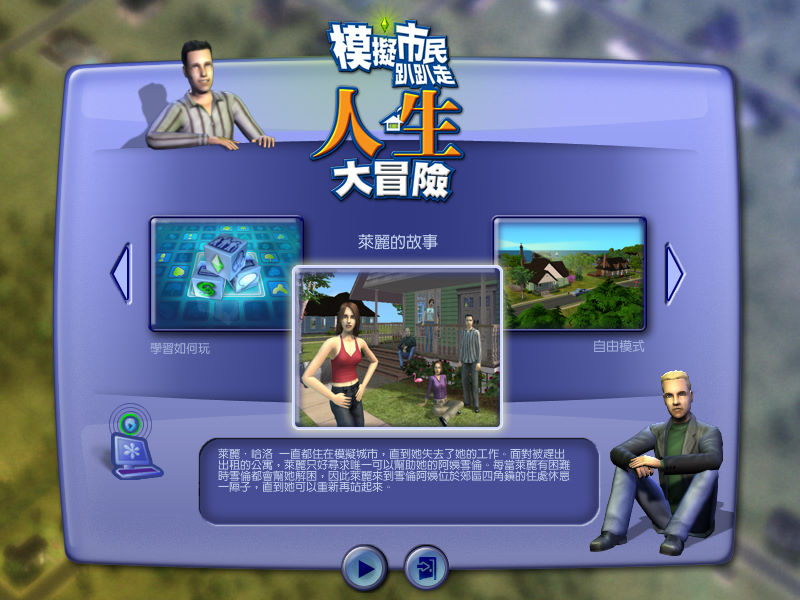 模擬市民
趴趴走
人生
大冒險
萊麗的故事
學習如何玩
自由模式
萊麗．哈洛 一直都住在模擬城市，直到她失去了她的工作。面對被趕出
出租的公寓，萊麗只好尋求唯一可以幫助她的阿姨雪倫。每當萊麗有困難
時雪倫都會幫她解困，因此萊麗來到雪倫阿姨位於郊區四角鎮的住處休息
一陣子，直到她可以重新再站起來。